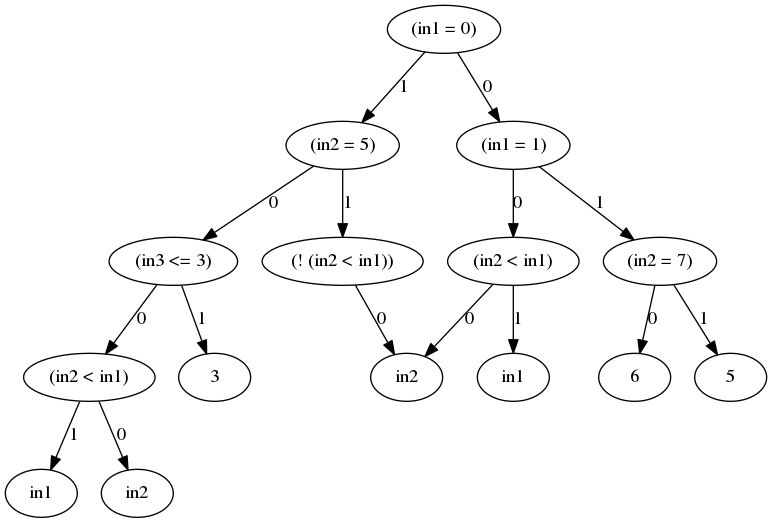 (in1 = 0)
1
0
(in2 = 5)
(in1 = 1)
0
1
0
1
(in3 <= 3)
(! (in2 < in1))
(in2 < in1)
(in2 = 7)
0
1
0
0
1
0
1
(in2 < in1)
3
in2
in1
6
5
1
0
in1
in2